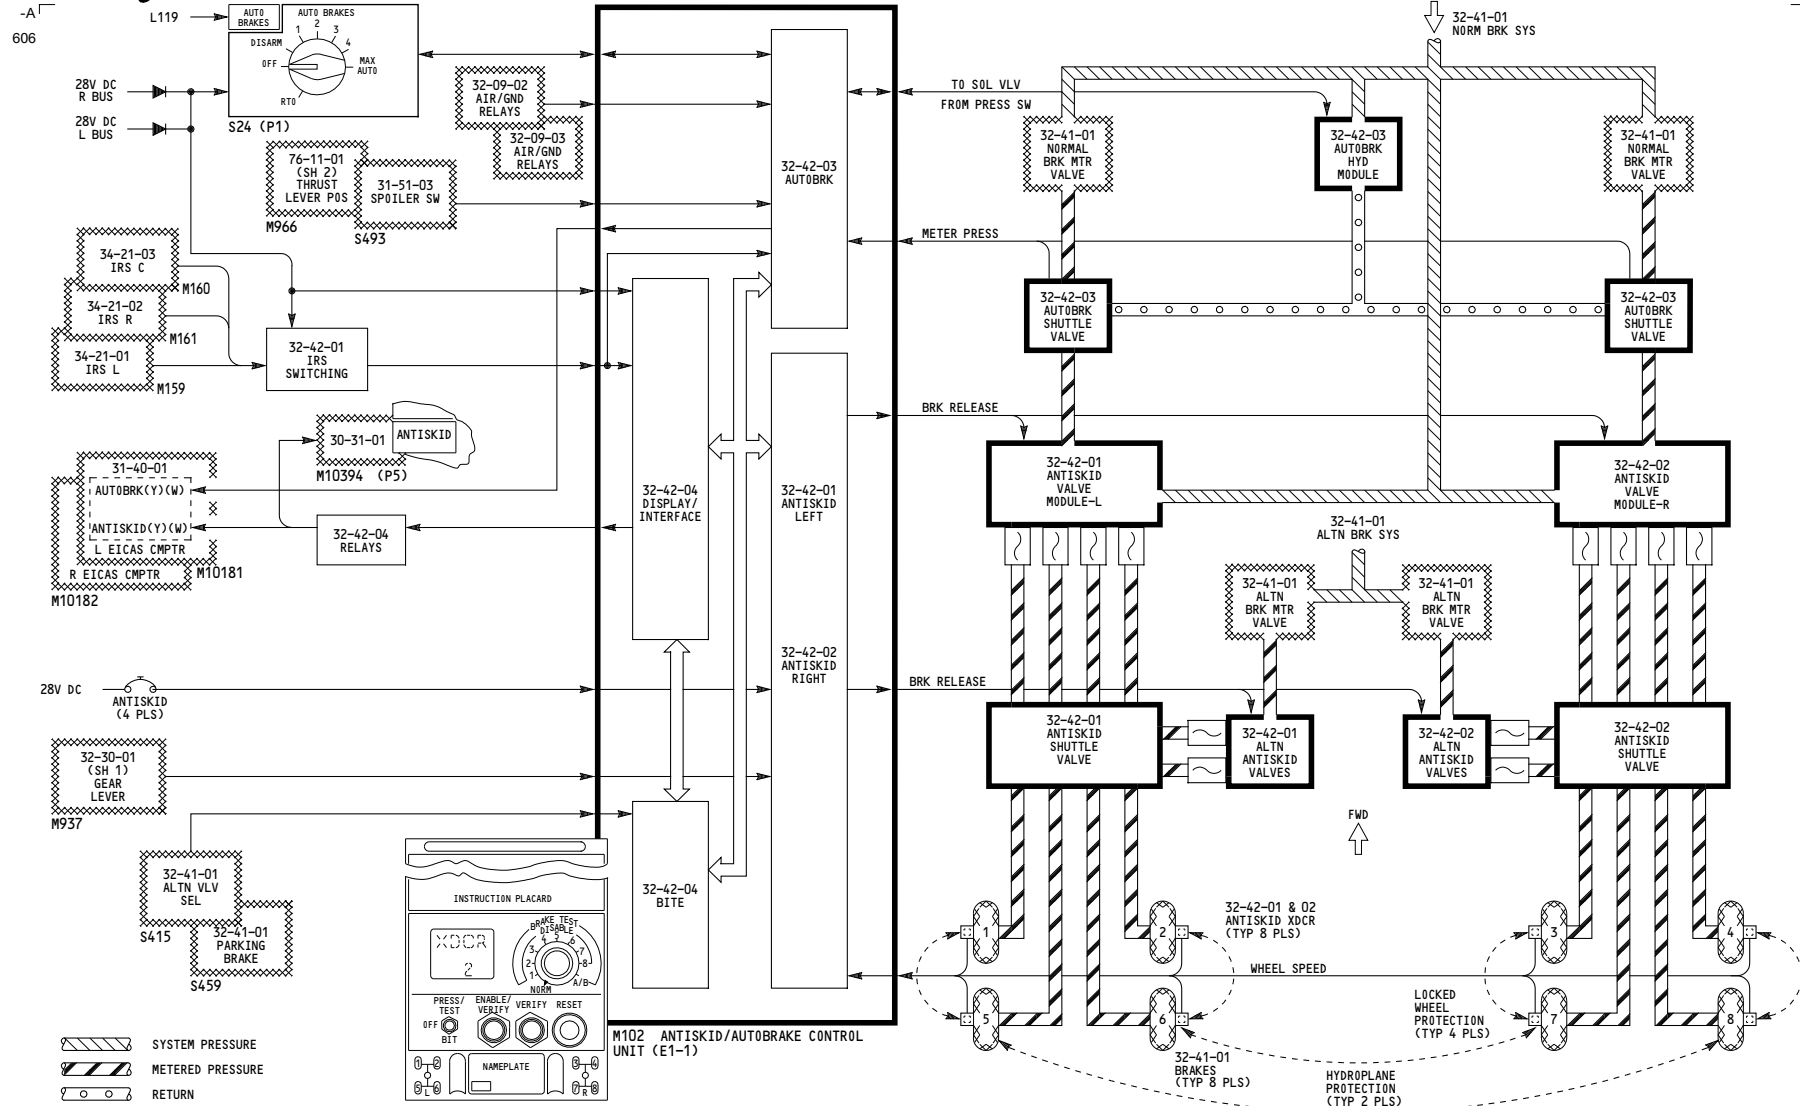 -A
606
L119
AUTO
BRAKES
AUTO BRAKES
DISARM
1
2
3
4
OFF
MAX
AUTO
RTO
S24 (P1)
28V DC
R BUS
28V DC
L BUS
32-09-02
AIR/GND
RELAYS
32-09-03
AIR/GND
RELAYS
76-11-01
(SH 2)
THRUST
LEVER POS
M966
31-51-03
SPOILER SW
S493
34-21-03
IRS C
M160
34-21-02
IRS R
M161
34-21-01
IRS L
M159
32-42-01
IRS
SWITCHING
30-31-01
ANTISKID
M10394 (P5)
31-40-01
AUTOBRK(Y)(W)
ANTISKID(Y)(W)
L EICAS CMPTR
M10181
R EICAS CMPTR
M10182
32-42-04
RELAYS
28V DC
ANTISKID
(4 PLS)
32-30-01
(SH 1)
GEAR
LEVER
M937
32-41-01
ALTN VLV
SEL
S415
32-41-01
PARKING
BRAKE
S459
SYSTEM PRESSURE
METERED PRESSURE
RETURN
32-42-03
AUTOBRK
32-42-04
DISPLAY/
INTERFACE
32-42-01
ANTISKID
LEFT
32-42-02
ANTISKID
RIGHT
32-42-04
BITE
INSTRUCTION PLACARD
XDCR
2
BRAKE TEST
DISABLE
1
2
3
4
5
6
7
8
NORM
A/B
PRESS/
TEST
OFF
BIT
ENABLE/
VERIFY
VERIFY
RESET
NAMEPLATE
1
2
5
6
L
3
4
7
8
R
M102 ANTISKID/AUTOBRAKE CONTROL
UNIT (E1-1)
TO SOL VLV
FROM PRESS SW
METER PRESS
BRK RELEASE
BRK RELEASE
WHEEL SPEED
32-41-01
NORM BRK SYS
32-41-01
NORMAL
BRK MTR
VALVE
32-42-03
AUTOBRK
HYD
MODULE
32-41-01
NORMAL
BRK MTR
VALVE
32-42-03
AUTOBRK
SHUTTLE
VALVE
32-42-03
AUTOBRK
SHUTTLE
VALVE
32-42-01
ANTISKID
VALVE
MODULE-L
32-42-02
ANTISKID
VALVE
MODULE-R
32-41-01
ALTN BRK SYS
32-41-01
ALTN
BRK MTR
VALVE
32-41-01
ALTN
BRK MTR
VALVE
32-42-01
ANTISKID
SHUTTLE
VALVE
32-42-01
ALTN
ANTISKID
VALVES
32-42-02
ALTN
ANTISKID
VALVES
32-42-02
ANTISKID
SHUTTLE
VALVE
FWD
1
2
3
4
5
6
7
8
32-42-01 & 02
ANTISKID XDCR
(TYP 8 PLS)
LOCKED
WHEEL
PROTECTION
(TYP 4 PLS)
32-41-01
BRAKES
(TYP 8 PLS)
HYDROPLANE
PROTECTION
(TYP 2 PLS)